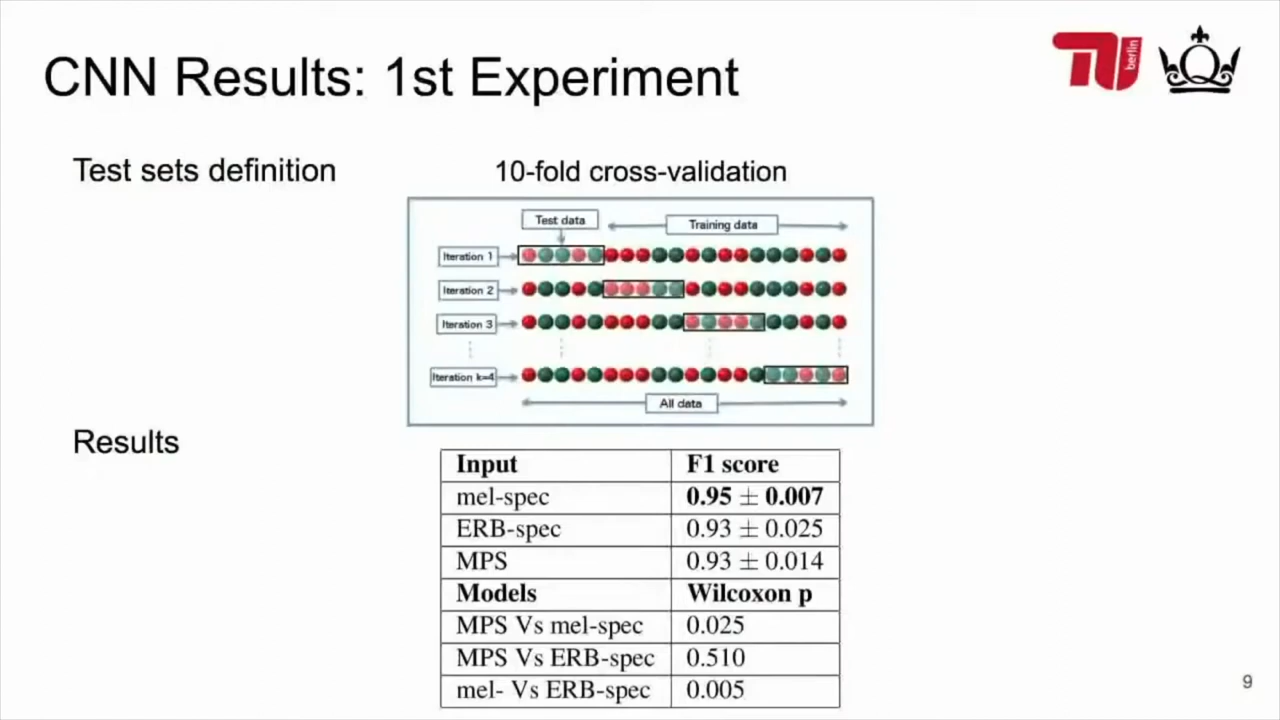 CNN Results: 1st Experiment
berlin
Q
Test sets definition
10-fold cross-validation
Test data
Training data
Iteration 1
Iteration 2
Iteration 3
Iteration k=4
All data
Results
Input F1 score
mel-spec 0.95 ± 0.007
ERB-spec 0.93 ± 0.025
MPS 0.93 ± 0.014
Models Wilcoxon p
MPS Vs mel-spec 0.025
MPS Vs ERB-spec 0.510
mel- Vs ERB-spec 0.005
9